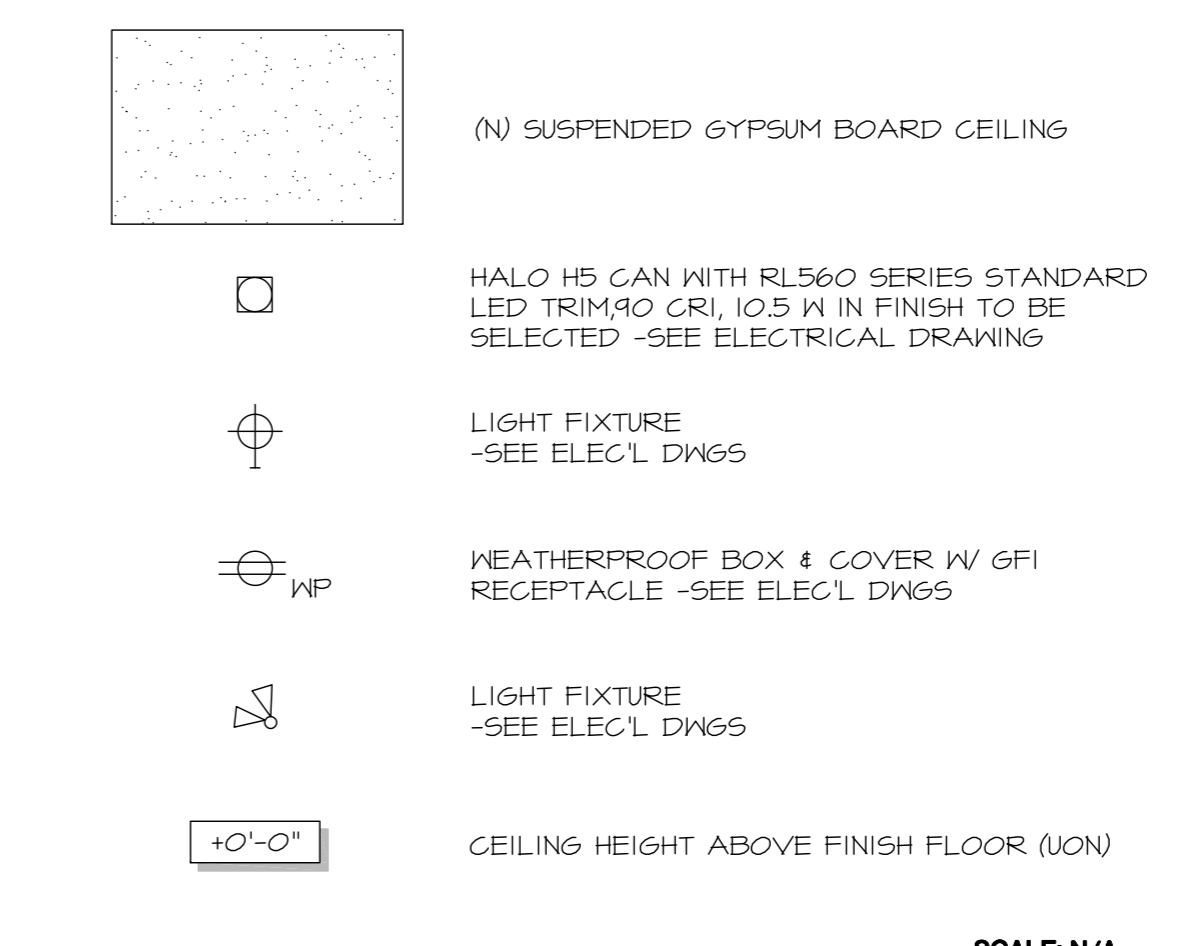 (N) SUSPENDED GYPSUM BOARD CEILING
HALO H5 CAN WITH RL560 SERIES STANDARD
LED TRIM,90 CRI, 10.5 W IN FINISH TO BE
SELECTED -SEE ELECTRICAL DRAWING
LIGHT FIXTURE
-SEE ELEC'L DWGS
WP
WEATHERPROOF BOX & COVER W/ GFI
RECEPTACLE -SEE ELEC'L DWGS
LIGHT FIXTURE
-SEE ELEC'L DWGS
+0'-0"
CEILING HEIGHT ABOVE FINISH FLOOR (UON)
SCALE: N/A